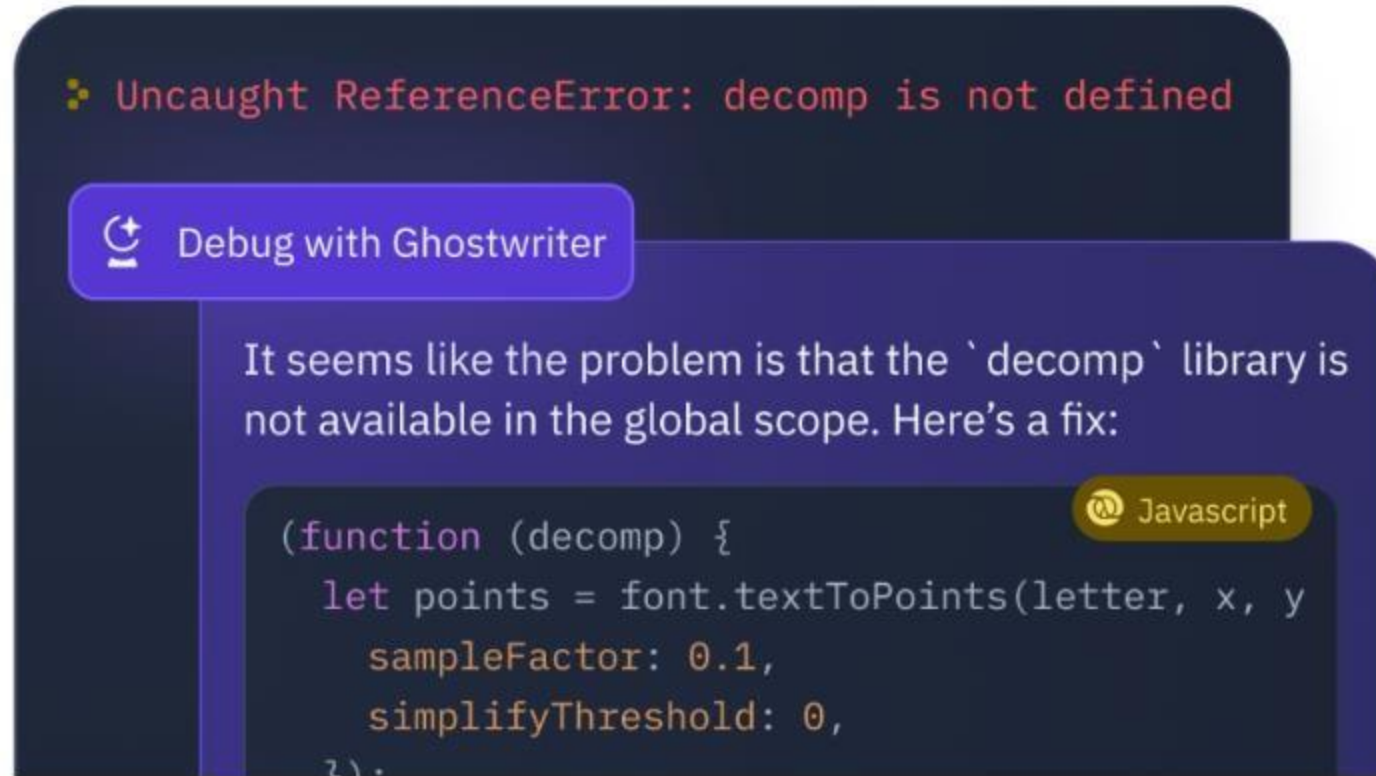 Uncaught ReferenceError: decomp is not defined
Debug with Ghostwriter
It seems like the problem is that the `decomp` library is
not available in the global scope. Here’s a fix:
Javascript
(function (decomp) {
let points = font.textToPoints(letter, x, y
sampleFactor: 0.1,
simplifyThreshold: 0,
});